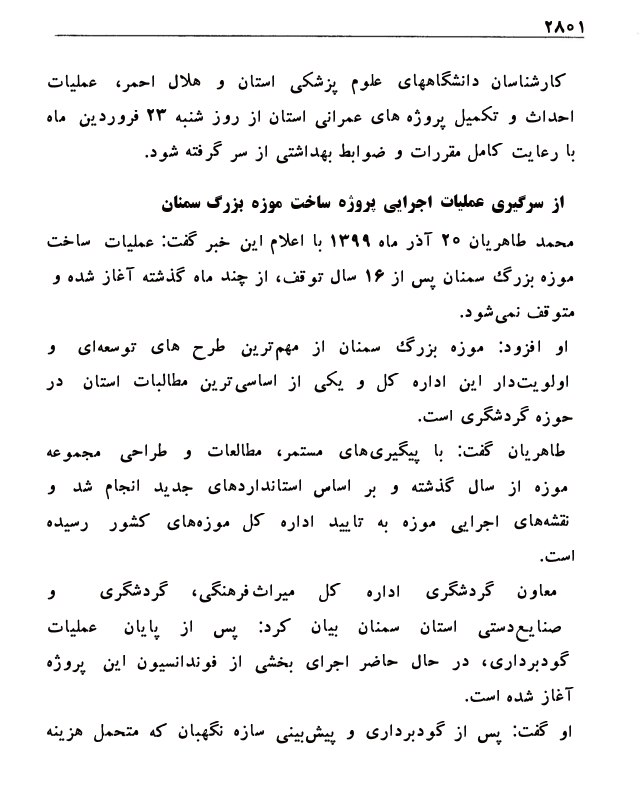 ۲۸۰۱
کارشناسان دانشگاههای علوم پزشکی استان و هلال احمر، عملیات
احداث و تکمیل پروژه های عمرانی استان از روز شنبه ۲۳ فروردین ماه
با رعایت کامل مقررات و ضوابط بهداشتی از سر گرفته شود.
از سرگیری عملیات اجرایی پروژه ساخت موزه بزرگ سمنان
محمد طاهریان ۲۵ آذر ماه ۱۳۹۹ با اعلام این خبر گفت: عملیات ساخت
موزه بزرگ سمنان پس از ۱۶ سال توقف، از چند ماه گذشته آغاز شده و
متوقف نمی‌شود.
او افزود: موزه بزرگ سمنان از مهم‌ترین طرح های توسعه‌ای و
اولویت‌دار این اداره کل و یکی از اساسی‌ترین مطالبات استان در
حوزه گردشگری است.
طاهریان گفت: با پیگیری‌های مستمر، مطالعات و طراحی مجموعه
موزه از سال گذشته و بر اساس استانداردهای جدید انجام شد و
نقشه‌های اجرایی موزه به تایید اداره کل موزه‌های کشور رسیده
است.
معاون گردشگری اداره کل میراث‌فرهنگی، گردشگری و
صنایع‌دستی استان سمنان بیان کرد: پس از پایان عملیات
گودبرداری، در حال حاضر اجرای بخشی از فوندانسیون این پروژه
آغاز شده است.
او گفت: پس از گودبرداری و پیش‌بینی سازه نگهبان که متحمل هزینه